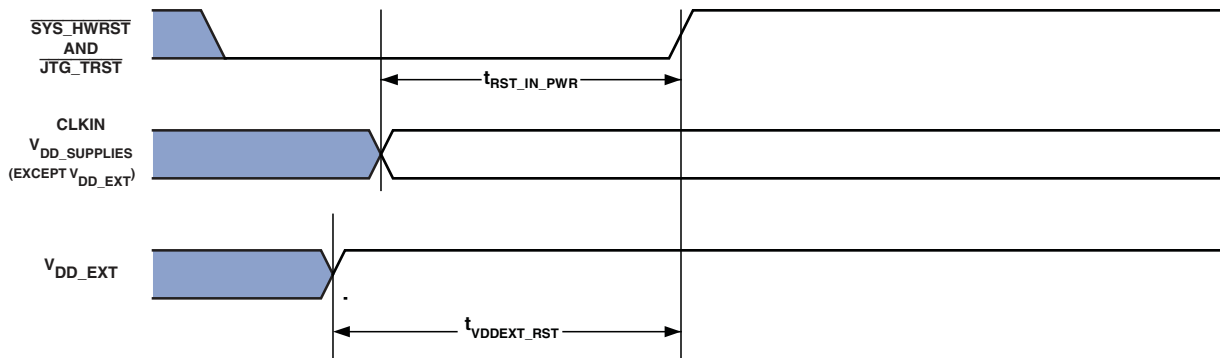 SYS_HWRST
AND
JTG_TRST
tRST_IN_PWR
CLKIN
VDD_SUPPLIES
(EXCEPT VDD_EXT)
VDD_EXT
tVDDEXT_RST